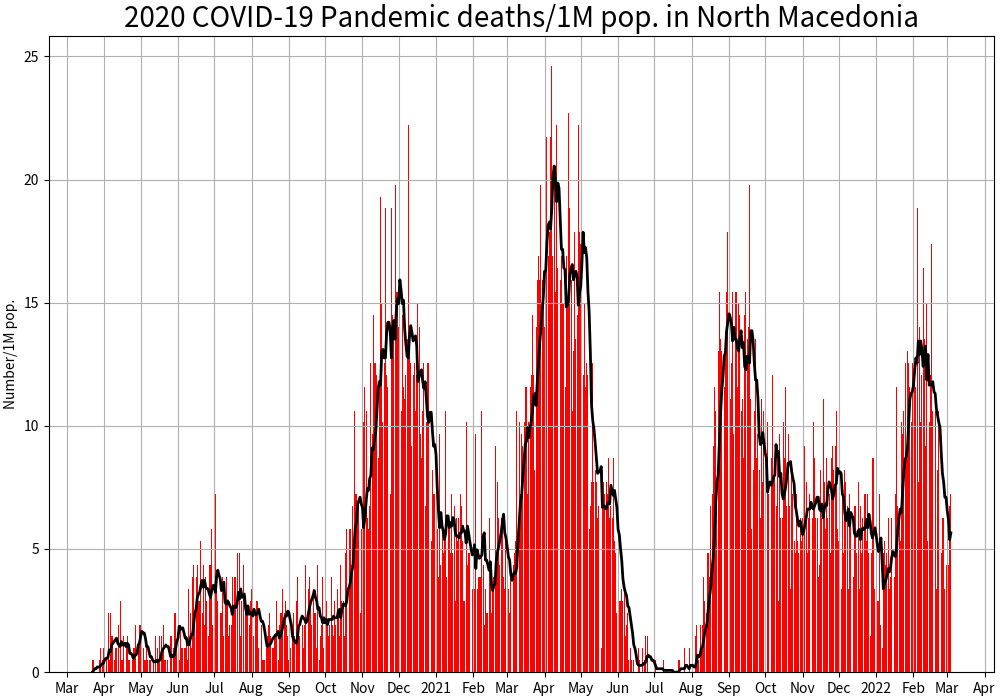 2020 COVID-19 Pandemic deaths/1M pop. in North Macedonia
Number/1M pop.
25
20
15
10
5
0
Mar Apr May Jun Jul Aug Sep Oct Nov Dec 2021 Feb Mar Apr May Jun Jul Aug Sep Oct Nov Dec 2022 Feb Mar Apr